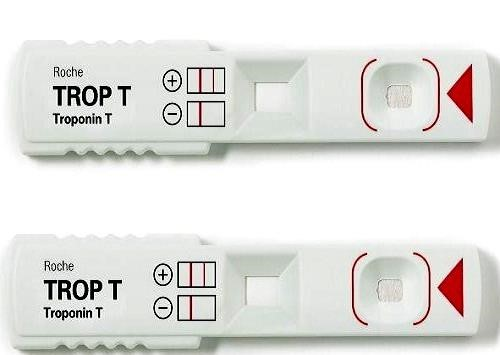 Roche
TROP T
Troponin T
+
−
Roche
TROP T
Troponin T
+
−